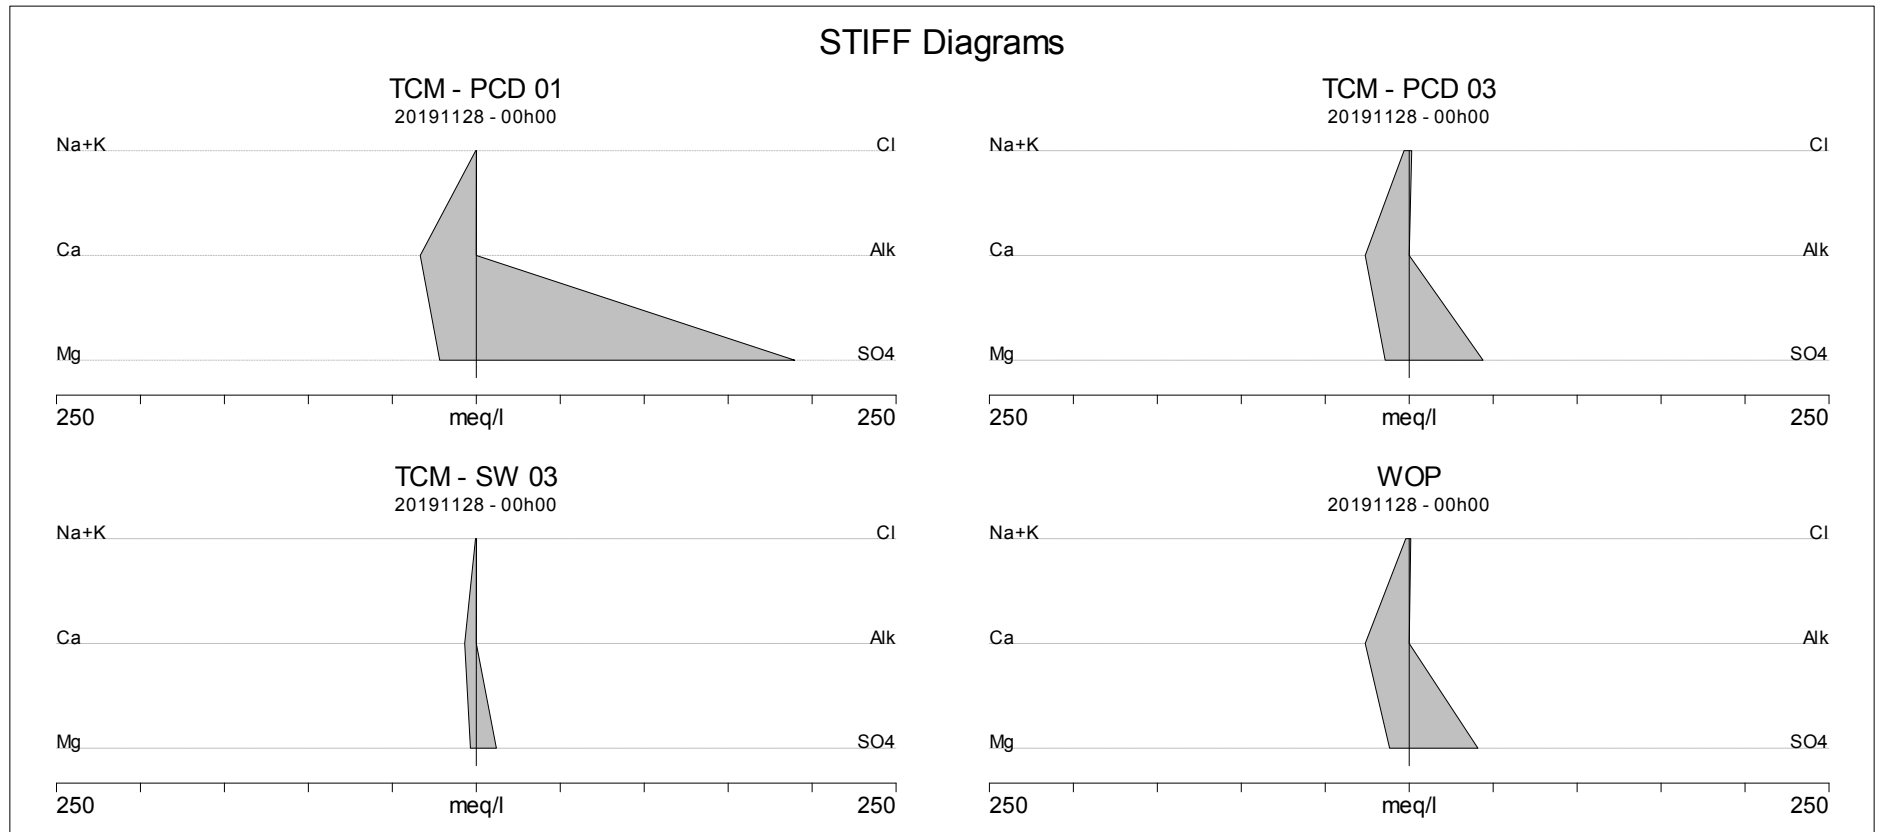 STIFF Diagrams
TCM - PCD 01
20191128 - 00h00
Na+K Cl
Ca Alk
Mg SO4
250 meq/l 250
TCM - PCD 03
20191128 - 00h00
Na+K Cl
Ca Alk
Mg SO4
250 meq/l 250
TCM - SW 03
20191128 - 00h00
Na+K Cl
Ca Alk
Mg SO4
250 meq/l 250
WOP
20191128 - 00h00
Na+K Cl
Ca Alk
Mg SO4
250 meq/l 250